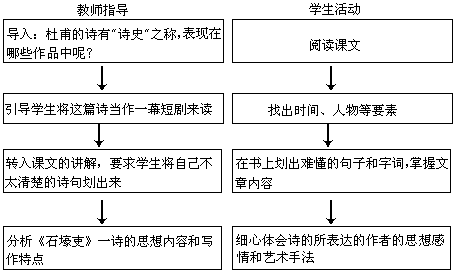 教师指导
学生活动
导入：杜甫的诗有"诗史"之称，表现在
哪些作品中呢？
阅读课文
引导学生将这篇诗当作一幕短剧来读
找出时间、人物等要素
转入课文的讲解，要求学生将自己不
太清楚的诗句划出来
在书上划出难懂的句子和字词，掌握文
章内容
分析《石壕吏》一诗的思想内容和写
作特点
细心体会诗的所表达的作者的思想感
情和艺术手法